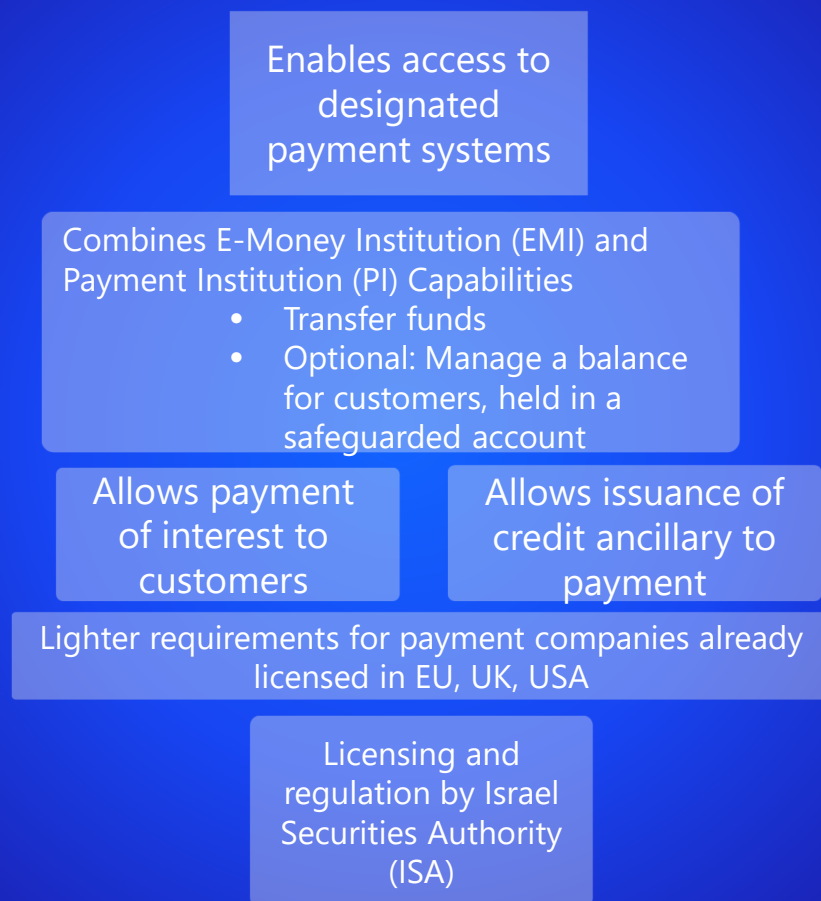 Enables access to
designated
payment systems
Combines E-Money Institution (EMI) and
Payment Institution (PI) Capabilities
• Transfer funds
• Optional: Manage a balance
for customers, held in a
safeguarded account
Allows payment
of interest to
customers
Allows issuance of
credit ancillary to
payment
Lighter requirements for payment companies already
licensed in EU, UK, USA
Licensing and
regulation by Israel
Securities Authority
(ISA)